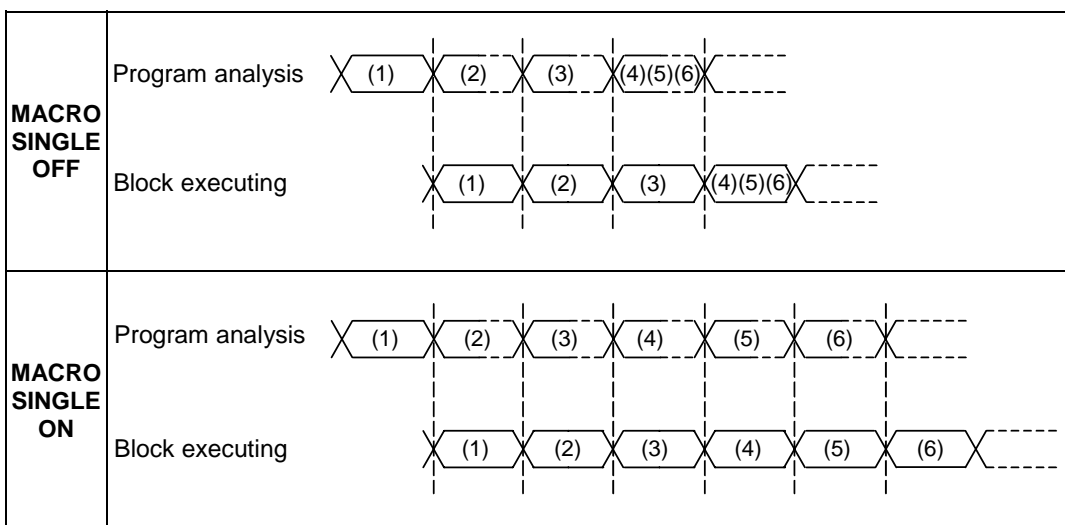 MACRO
SINGLE
OFF
Program analysis
(1) (2) (3) (4)(5)(6)
Block executing
(1) (2) (3) (4)(5)(6)
MACRO
SINGLE
ON
Program analysis
(1) (2) (3) (4) (5) (6)
Block executing
(1) (2) (3) (4) (5) (6)